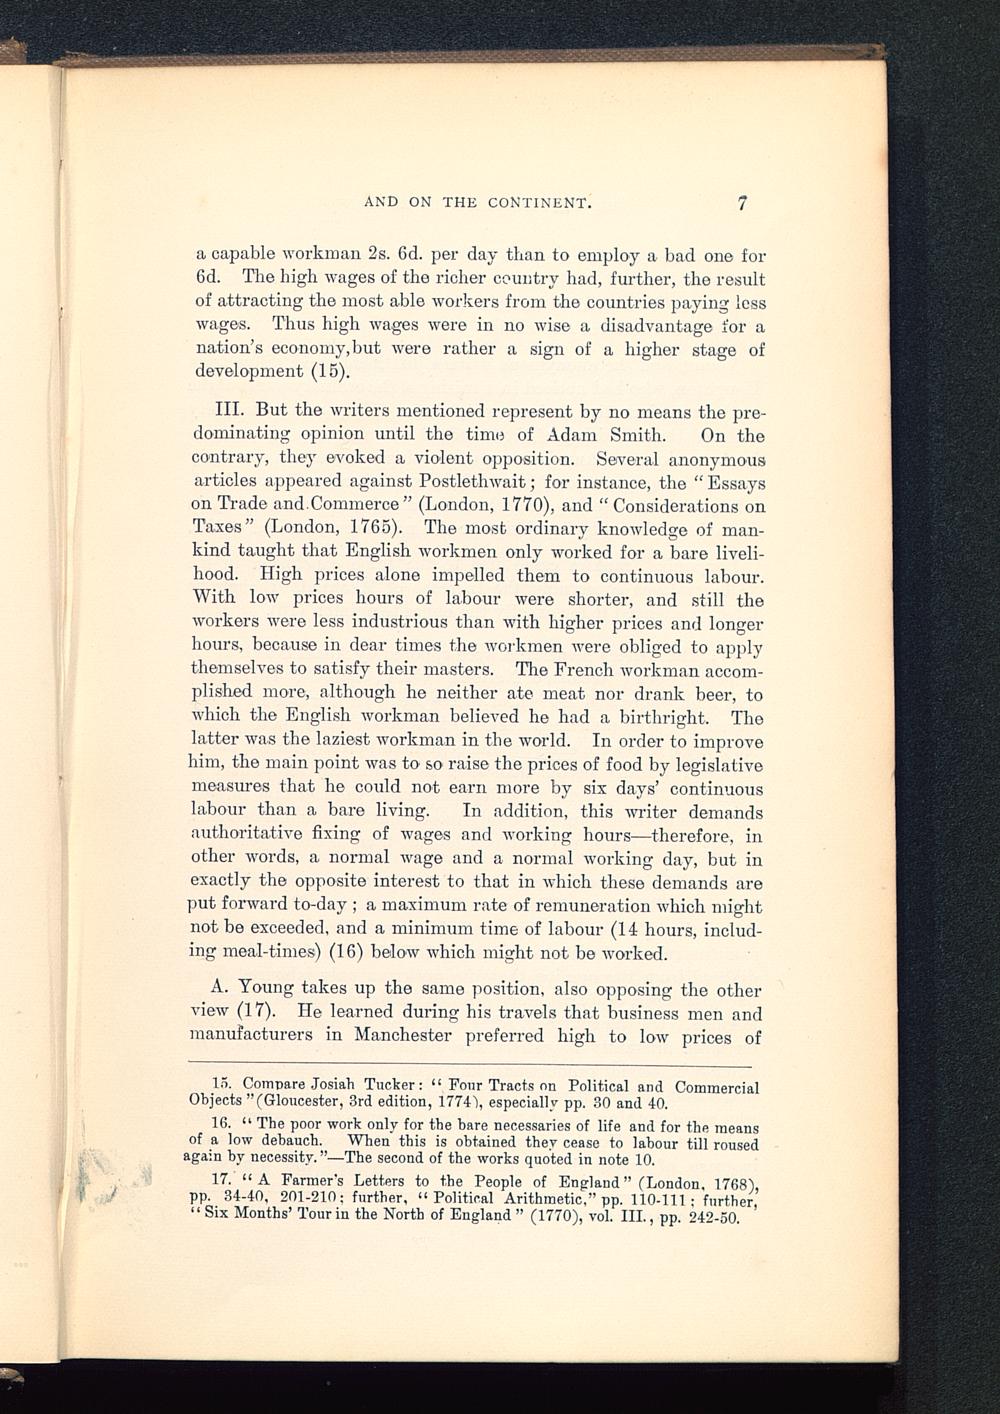 AND ON THE CONTINENT. 7
a capable workman 2s. 6d. per day than to employ a bad one for
6d. The high wages of the richer country had, further, the result
of attracting the most able workers from the countries paying less
wages. Thus high wages were in no wise a disadvantage for a
nation's economy,but were rather a sign of a higher stage of
development (15).
III. But the writers mentioned represent by no means the pre-
dominating opinion until the time of Adam Smith. On the
contrary, they evoked a violent opposition. Several anonymous
articles appeared against Postlethwait; for instance, the “Essays
on Trade and Commerce” (London, 1770), and “Considerations on
Taxes” (London, 1765). The most ordinary knowledge of man-
kind taught that English workmen only worked for a bare liveli-
hood. High prices alone impelled them to continuous labour.
With low prices hours of labour were shorter, and still the
workers were less industrious than with higher prices and longer
hours, because in dear times the workmen were obliged to apply
themselves to satisfy their masters. The French workman accom-
plished more, although he neither ate meat nor drank beer, to
which the English workman believed he had a birthright. The
latter was the laziest workman in the world. In order to improve
him, the main point was to so raise the prices of food by legislative
measures that he could not earn more by six days' continuous
labour than a bare living. In addition, this writer demands
authoritative fixing of wages and working hours—therefore, in
other words, a normal wage and a normal working day, but in
exactly the opposite interest to that in which these demands are
put forward to-day ; a maximum rate of remuneration which might
not be exceeded, and a minimum time of labour (14 hours, includ-
ing meal-times) (16) below which might not be worked.
A. Young takes up the same position, also opposing the other
view (17). He learned during his travels that business men and
manufacturers in Manchester preferred high to low prices of
15. Compare Josiah Tucker: “Four Tracts on Political and Commercial
Objects” (Gloucester, 3rd edition, 1774), especially pp. 30 and 40.
16. “The poor work only for the bare necessaries of life and for the means
of a low debauch. When this is obtained they cease to labour till roused
again by necessity.”—The second of the works quoted in note 10.
17. “A Farmer's Letters to the People of England” (London, 1768),
pp. 34-40, 201-210; further, “Political Arithmetic,” pp. 110-111; further,
“Six Months' Tour in the North of England” (1770), vol. III., pp. 242-50.